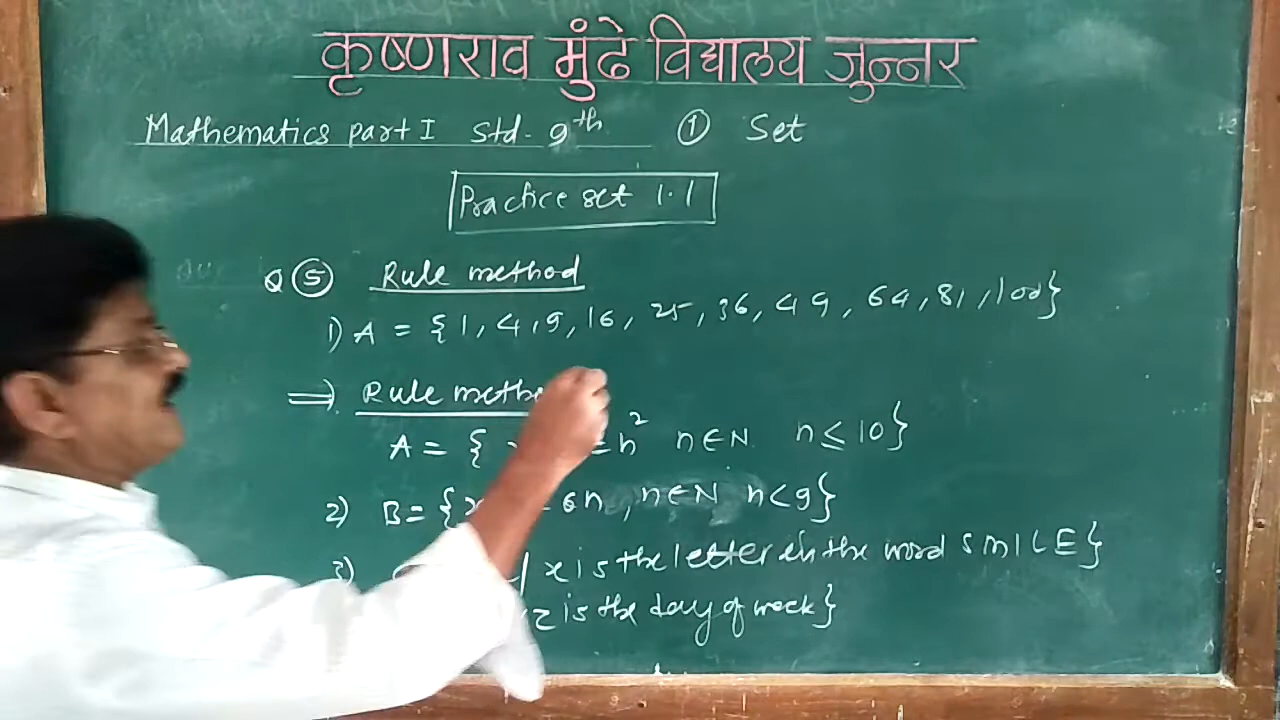 कृष्णराव मुंढे विद्यालय जुन्नर
Mathematics part I Std - 9th ① Set
Practice set 1.1
Q ⑤ Rule method
1) A = {1, 4, 9, 16, 25, 36, 49, 64, 81, 100}
⇒ Rule metho
A = { n² n∈N. n ≤ 10}
2) B = {x 6n, n∈N n<9}
3) / x is the letter in the word SMILE}
z is the day of week}